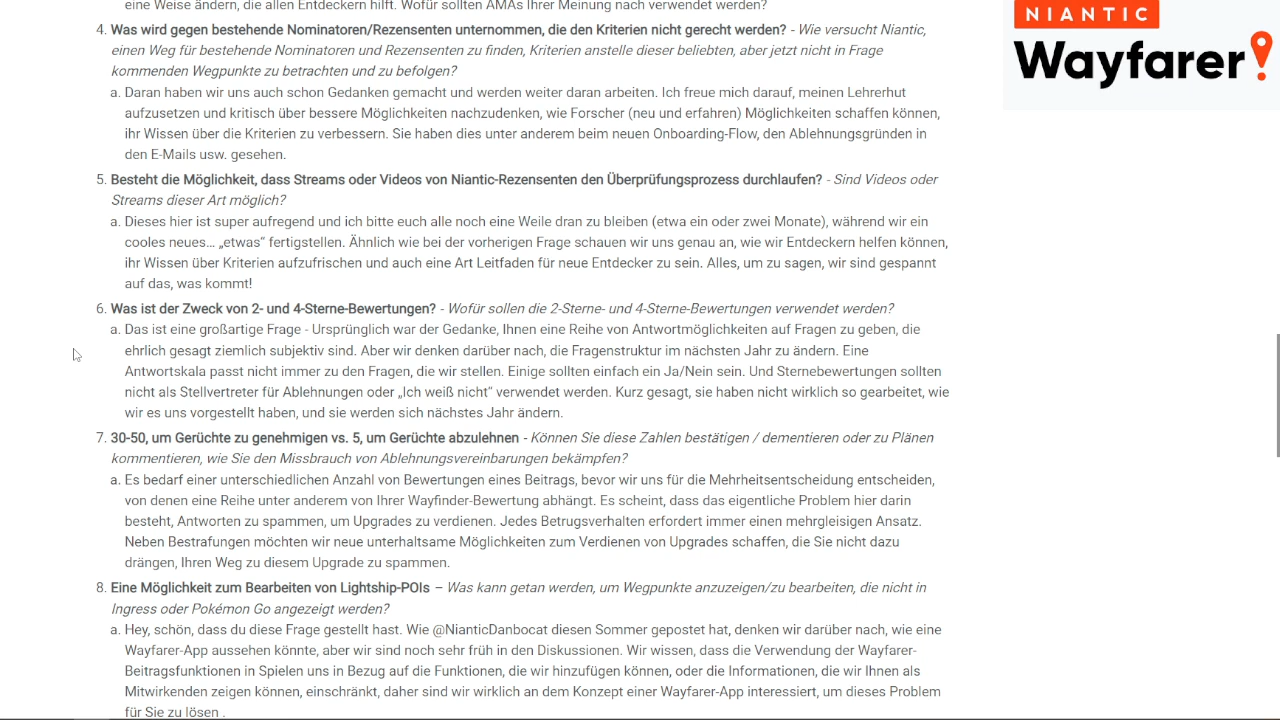 eine Weise ändern, die allen Entdeckern hilft. Wofür sollten AMAs Ihrer Meinung nach verwendet werden?
4. Was wird gegen bestehende Nominatoren/Rezensenten unternommen, die den Kriterien nicht gerecht werden? - Wie versucht Niantic,
einen Weg für bestehende Nominatoren und Rezensenten zu finden, Kriterien anstelle dieser beliebten, aber jetzt nicht in Frage
kommenden Wegpunkte zu betrachten und zu befolgen?
a. Daran haben wir uns auch schon Gedanken gemacht und werden weiter daran arbeiten. Ich freue mich darauf, meinen Lehrerhut
aufzusetzen und kritisch über bessere Möglichkeiten nachzudenken, wie Forscher (neu und erfahren) Möglichkeiten schaffen können,
ihr Wissen über die Kriterien zu verbessern. Sie haben dies unter anderem beim neuen Onboarding-Flow, den Ablehnungsgründen in
den E-Mails usw. gesehen.
5. Besteht die Möglichkeit, dass Streams oder Videos von Niantic-Rezensenten den Überprüfungsprozess durchlaufen? - Sind Videos oder
Streams dieser Art möglich?
a. Dieses hier ist super aufregend und ich bitte euch alle noch eine Weile dran zu bleiben (etwa ein oder zwei Monate), während wir ein
cooles neues... „etwas“ fertigstellen. Ähnlich wie bei der vorherigen Frage schauen wir uns genau an, wie wir Entdeckern helfen können,
ihr Wissen über Kriterien aufzufrischen und auch eine Art Leitfaden für neue Entdecker zu sein. Alles, um zu sagen, wir sind gespannt
auf das, was kommt!
6. Was ist der Zweck von 2- und 4-Sterne-Bewertungen? - Wofür sollen die 2-Sterne- und 4-Sterne-Bewertungen verwendet werden?
a. Das ist eine großartige Frage - Ursprünglich war der Gedanke, Ihnen eine Reihe von Antwortmöglichkeiten auf Fragen zu geben, die
ehrlich gesagt ziemlich subjektiv sind. Aber wir denken darüber nach, die Fragenstruktur im nächsten Jahr zu ändern. Eine
Antwortskala passt nicht immer zu den Fragen, die wir stellen. Einige sollten einfach ein Ja/Nein sein. Und Sternebewertungen sollten
nicht als Stellvertreter für Ablehnungen oder „Ich weiß nicht“ verwendet werden. Kurz gesagt, sie haben nicht wirklich so gearbeitet, wie
wir es uns vorgestellt haben, und sie werden sich nächstes Jahr ändern.
7. 30-50, um Gerüchte zu genehmigen vs. 5, um Gerüchte abzulehnen - Können Sie diese Zahlen bestätigen / dementieren oder zu Plänen
kommentieren, wie Sie den Missbrauch von Ablehnungsvereinbarungen bekämpfen?
a. Es bedarf einer unterschiedlichen Anzahl von Bewertungen eines Beitrags, bevor wir uns für die Mehrheitsentscheidung entscheiden,
von denen eine Reihe unter anderem von Ihrer Wayfinder-Bewertung abhängt. Es scheint, dass das eigentliche Problem hier darin
besteht, Antworten zu spammen, um Upgrades zu verdienen. Jedes Betrugsverhalten erfordert immer einen mehrgleisigen Ansatz.
Neben Bestrafungen möchten wir neue unterhaltsame Möglichkeiten zum Verdienen von Upgrades schaffen, die Sie nicht dazu
drängen, Ihren Weg zu diesem Upgrade zu spammen.
8. Eine Möglichkeit zum Bearbeiten von Lightship-POIs – Was kann getan werden, um Wegpunkte anzuzeigen/zu bearbeiten, die nicht in
Ingress oder Pokémon Go angezeigt werden?
a. Hey, schön, dass du diese Frage gestellt hast. Wie @NianticDanbocat diesen Sommer gepostet hat, denken wir darüber nach, wie eine
Wayfarer-App aussehen könnte, aber wir sind noch sehr früh in den Diskussionen. Wir wissen, dass die Verwendung der Wayfarer-
Beitragsfunktionen in Spielen uns in Bezug auf die Funktionen, die wir hinzufügen können, oder die Informationen, die wir Ihnen als
Mitwirkenden zeigen können, einschränkt, daher sind wir wirklich an dem Konzept einer Wayfarer-App interessiert, um dieses Problem
für Sie zu lösen .
NIANTIC
Wayfarer